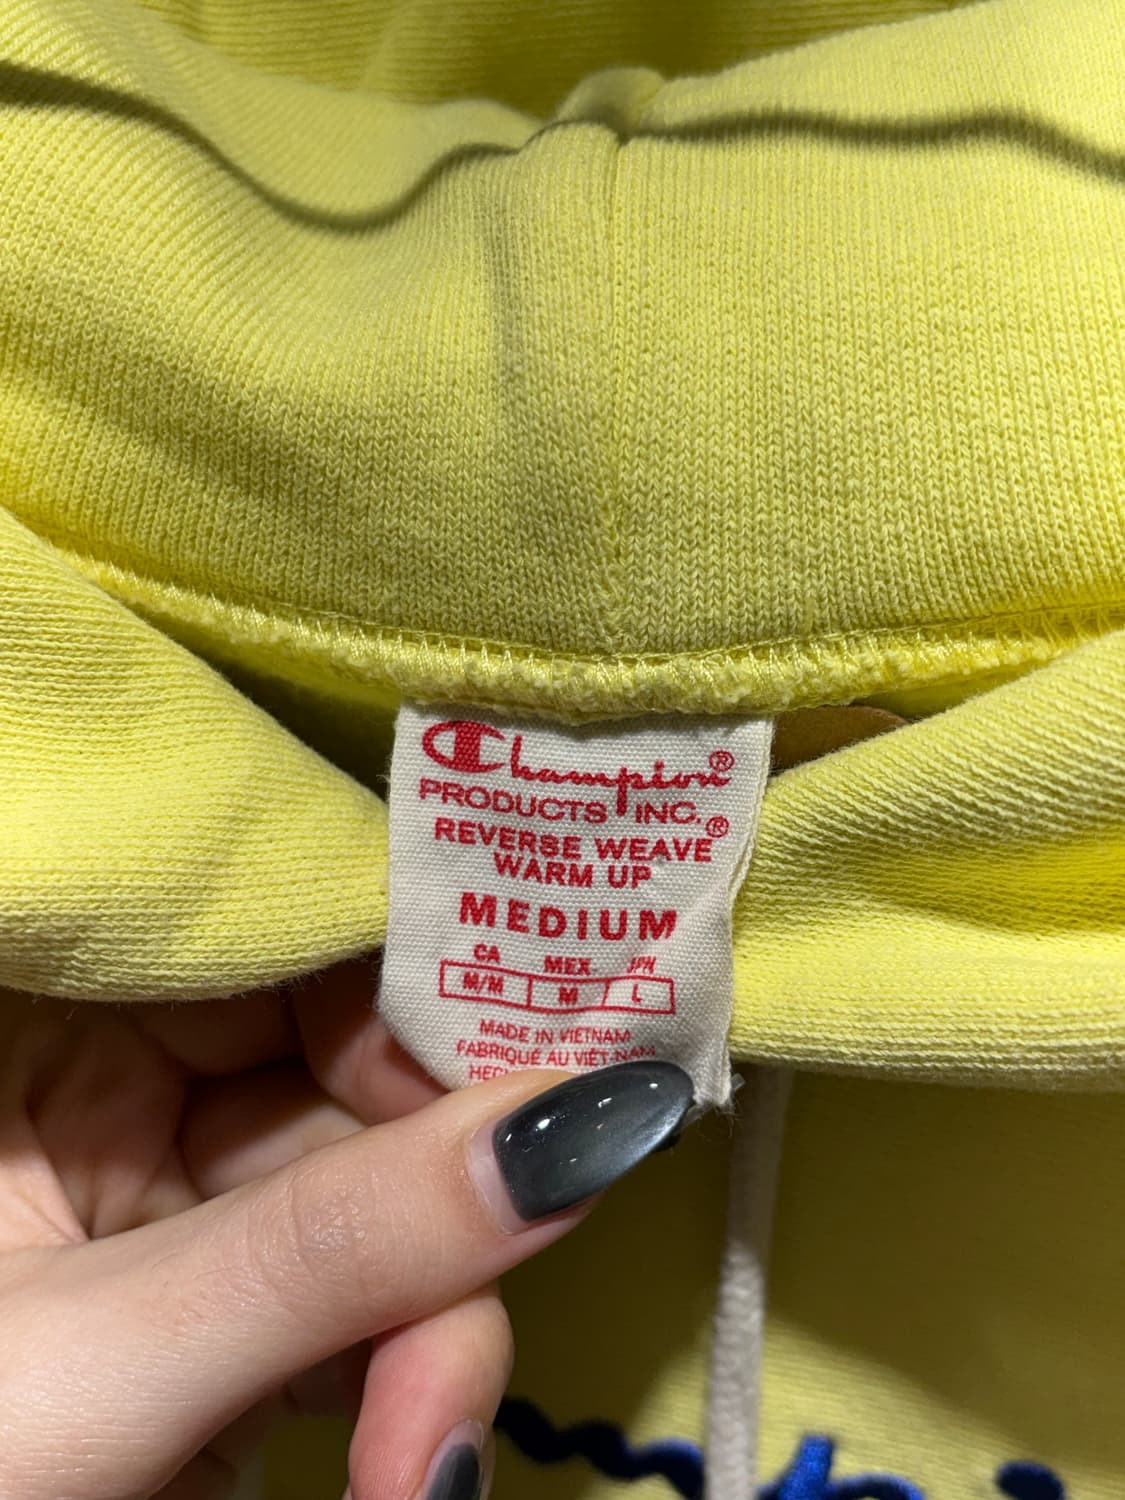 Champion®
PRODUCTS INC.
REVERSE WEAVE®
WARM UP
MEDIUM
CA MEX JPN
M/M M L
MADE IN VIETNAM
FABRIQUÉ AU VIÊT-NAM